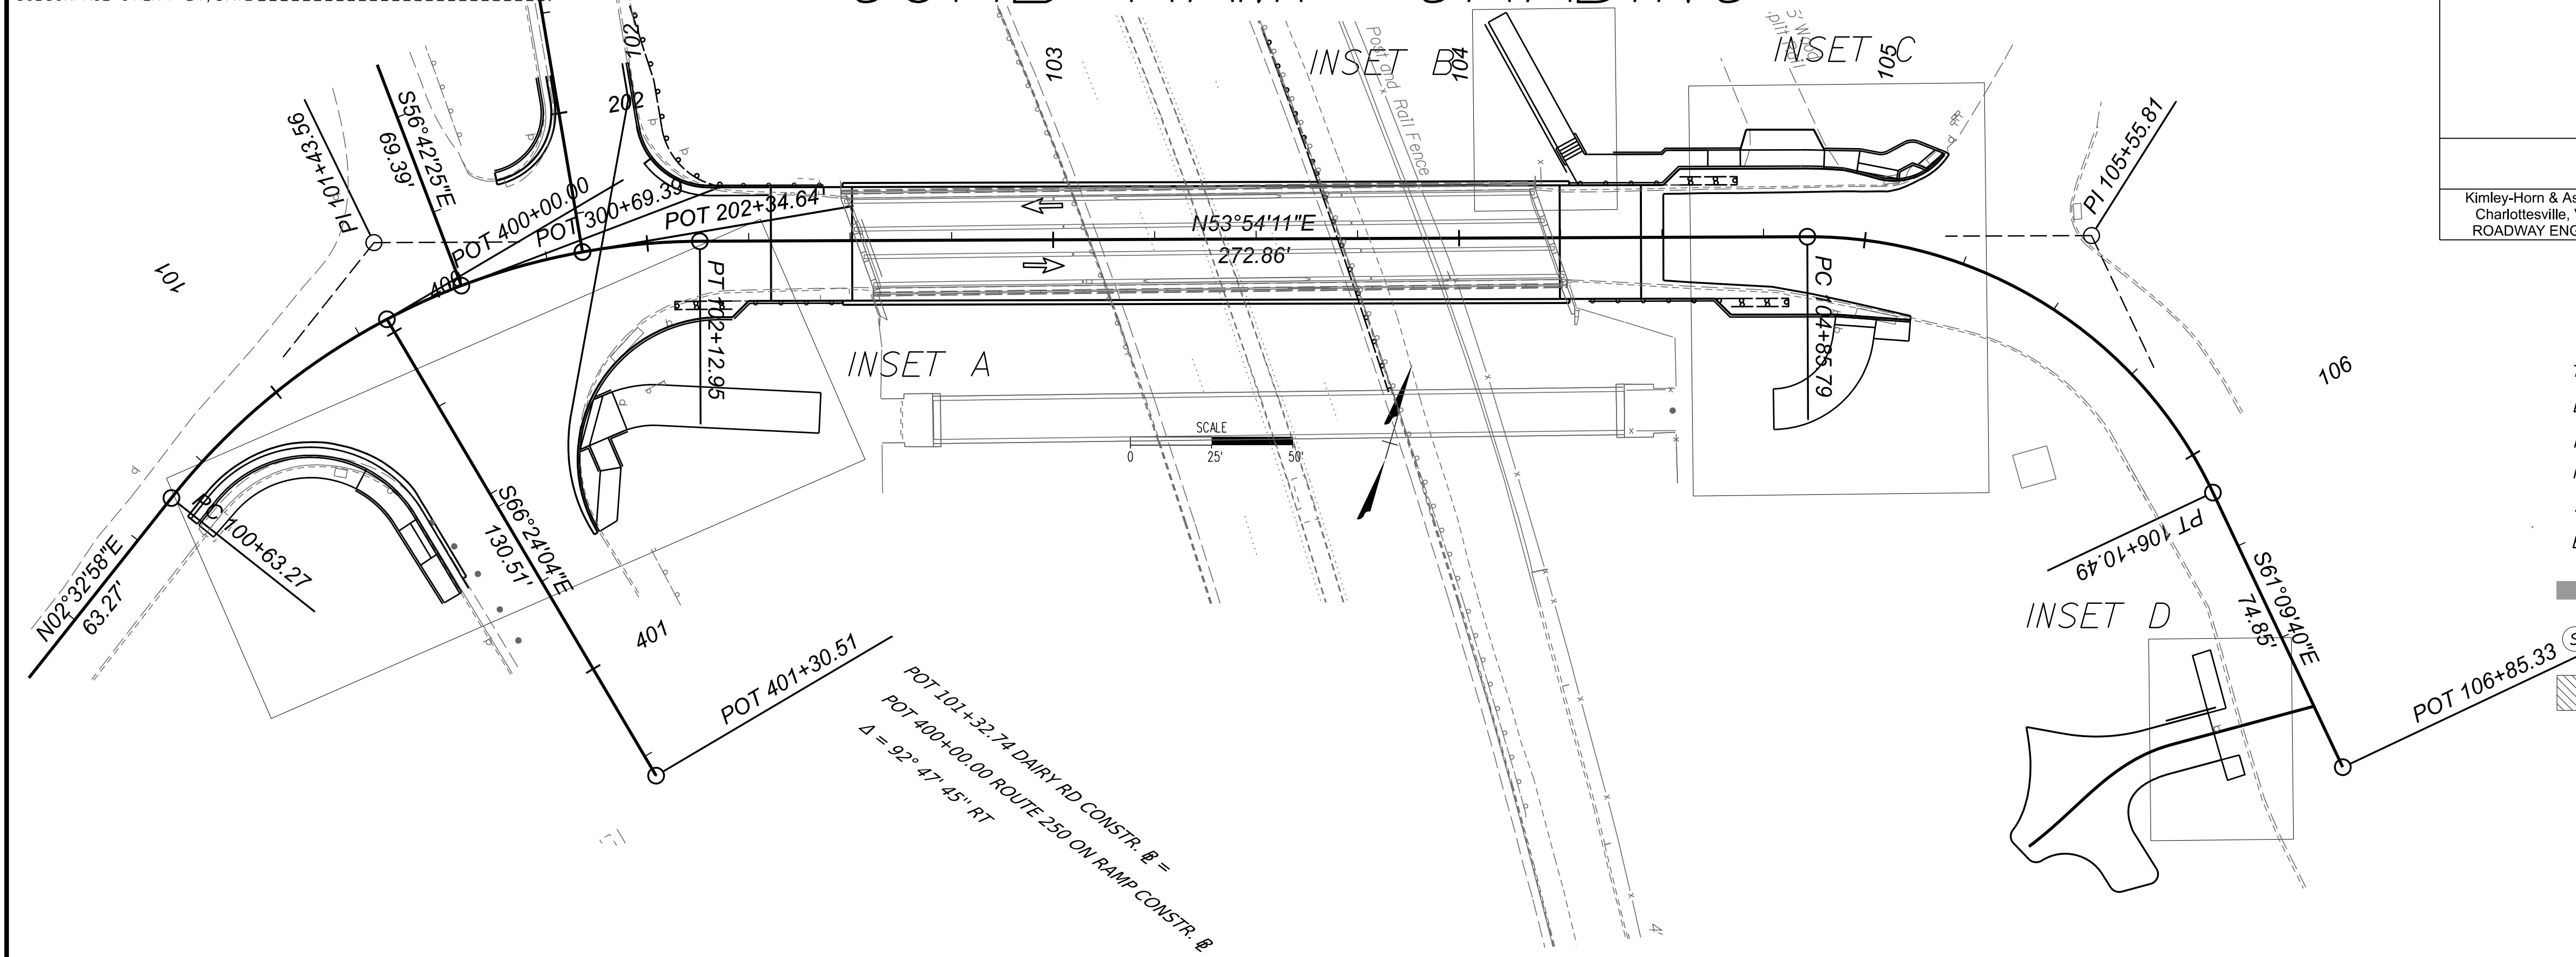 INSET B
INSET C
103
104
105
102
202
Post and Rail Fence
PI 101+43.56
S56°42'25"E
69.39'
POT 400+00.00
POT 300+69.39
POT 202+34.64
400
101
N53°54'11"E
272.86'
PI 105+55.81
Kimley-Horn & As
Charlottesville, V
ROADWAY ENG
PT 102+12.95
PC 104+85.79
INSET A
SCALE
0 25' 50'
106
PC 100+63.27
N02°32'58"E
63.27'
S66°24'04"E
130.51'
PT 106+10.49
S61°09'40"E
74.85'
INSET D
401
POT 401+30.51
POT 106+85.33
POT 101+32.74 DAIRY RD CONSTR. BL =
POT 400+00.00 ROUTE 250 ON RAMP CONSTR. BL
Δ = 92° 47' 45" RT